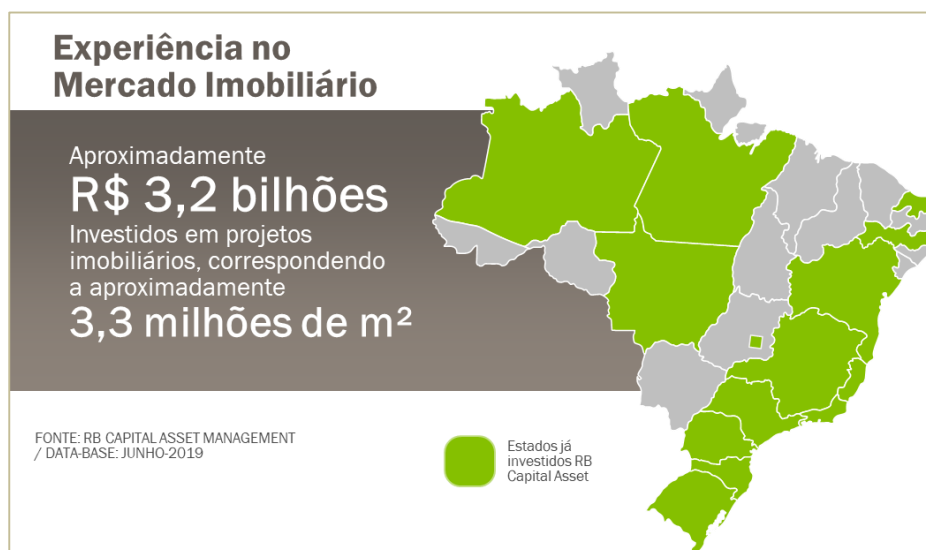 Experiência no
Mercado Imobiliário
Aproximadamente
R$ 3,2 bilhões
Investidos em projetos
imobiliários, correspondendo
a aproximadamente
3,3 milhões de m²
FONTE: RB CAPITAL ASSET MANAGEMENT
/ DATA-BASE: JUNHO-2019
Estados já
investidos RB
Capital Asset